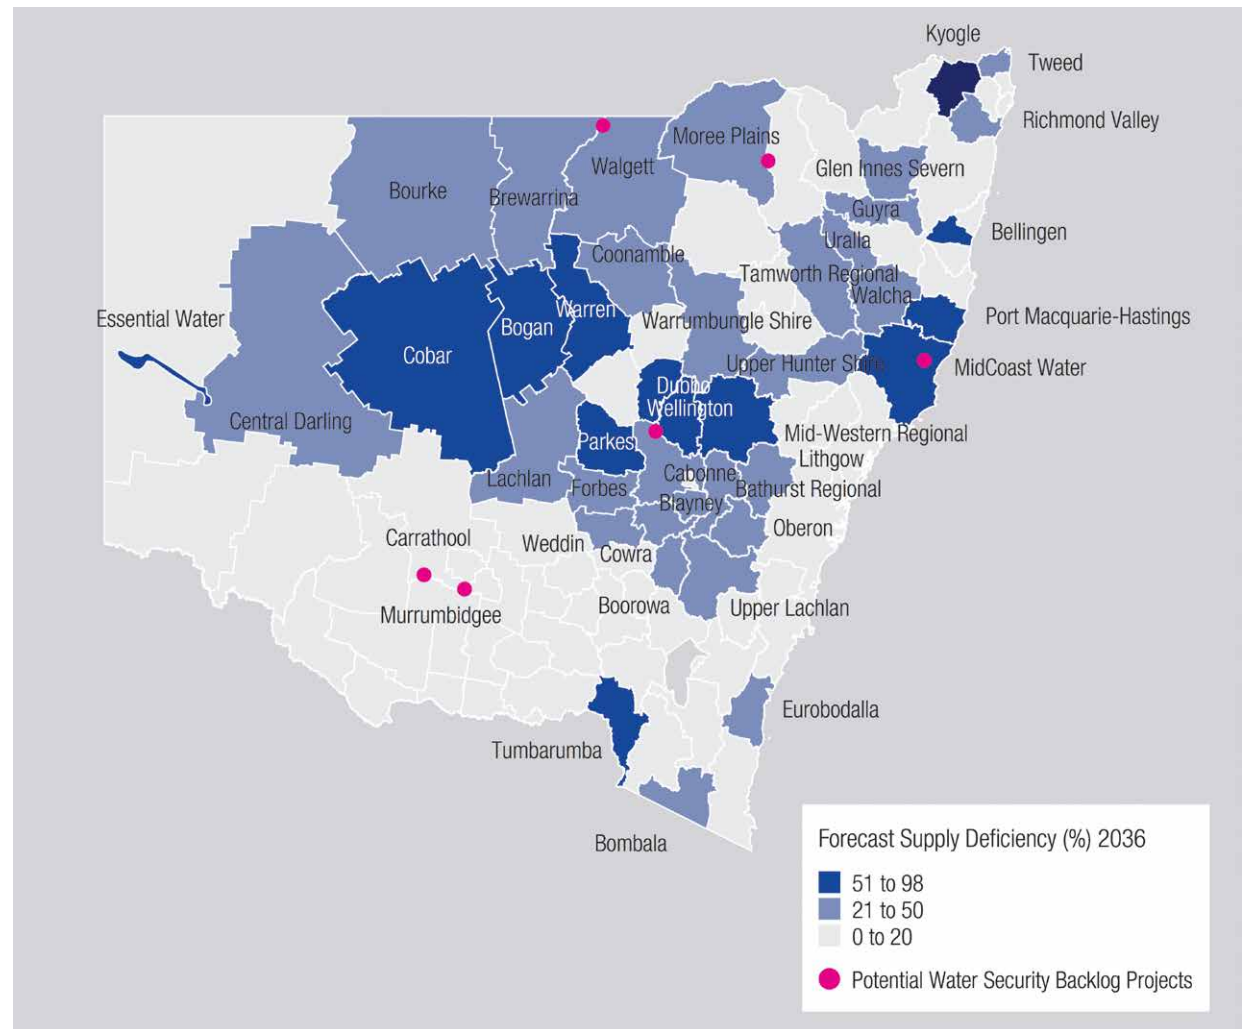 Kyogle
Tweed
Richmond Valley
Moree Plains
Walgett
Glen Innes Severn
Bourke
Brewarrina
Guyra
Bellingen
Uralla
Coonamble
Tamworth Regional
Walcha
Essential Water
Warren
Warrumbungle Shire
Port Macquarie-Hastings
Bogan
Cobar
Upper Hunter Shire
MidCoast Water
Dubbo
Wellington
Central Darling
Parkes
Mid-Western Regional
Lithgow
Lachlan
Forbes
Cabonne
Bathurst Regional
Blayney
Oberon
Carrathool
Weddin
Cowra
Murrumbidgee
Boorowa
Upper Lachlan
Eurobodalla
Tumbarumba
Bombala
Forecast Supply Deficiency (%) 2036
51 to 98
21 to 50
0 to 20
Potential Water Security Backlog Projects